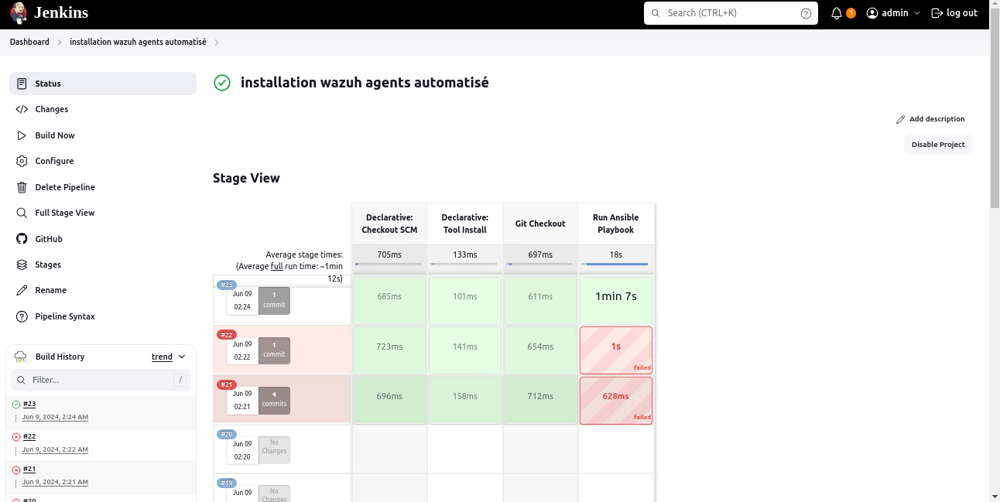 Jenkins
Search (CTRL+K)
1
admin
log out
Dashboard
installation wazuh agents automatisé
Status
Changes
Build Now
Configure
Delete Pipeline
Full Stage View
GitHub
Stages
Rename
Pipeline Syntax
Build History
trend
Filter...
/
#23
Jun 9, 2024, 2:24 AM
#22
Jun 9, 2024, 2:22 AM
#21
Jun 9, 2024, 2:21 AM
#20
installation wazuh agents automatisé
Add description
Disable Project
Stage View
Declarative: Checkout SCM
Declarative: Tool Install
Git Checkout
Run Ansible Playbook
Average stage times:
(Average full run time: ~1min
12s)
705ms
133ms
697ms
18s
#23
Jun 09
02:24
1
commit
685ms
101ms
611ms
1min 7s
#22
Jun 09
02:22
1
commit
723ms
141ms
654ms
1s
failed
#21
Jun 09
02:21
4
commits
696ms
158ms
712ms
628ms
failed
#20
Jun 09
02:20
No
Changes
#19
Jun 09
No
Changes